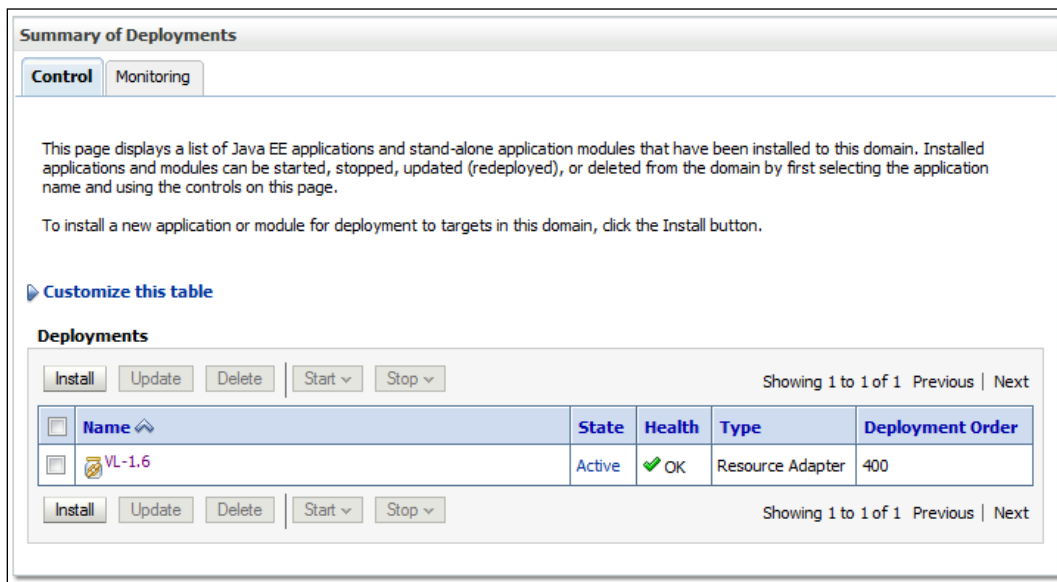 Summary of Deployments
Control Monitoring
This page displays a list of Java EE applications and stand-alone application modules that have been installed to this domain. Installed
applications and modules can be started, stopped, updated (redeployed), or deleted from the domain by first selecting the application
name and using the controls on this page.
To install a new application or module for deployment to targets in this domain, click the Install button.
Customize this table
Deployments
Install Update Delete Start Stop Showing 1 to 1 of 1 Previous | Next
Name State Health Type Deployment Order
VL-1.6 Active OK Resource Adapter 400
Install Update Delete Start Stop Showing 1 to 1 of 1 Previous | Next